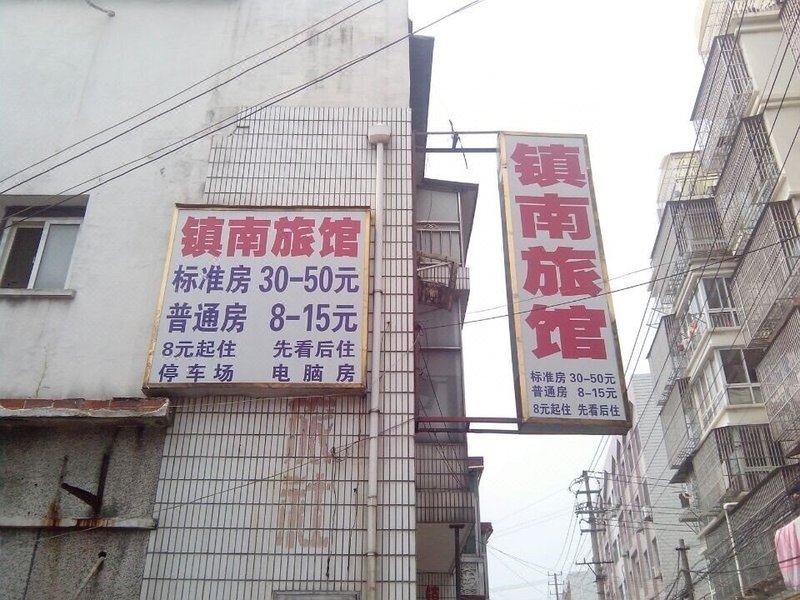 镇南旅馆
标准房 30-50元
普通房 8-15元
8元起住 先看后住
停车场 电脑房
镇南旅馆
标准房 30-50元
普通房 8-15元
8元起住 先看后住
旅社